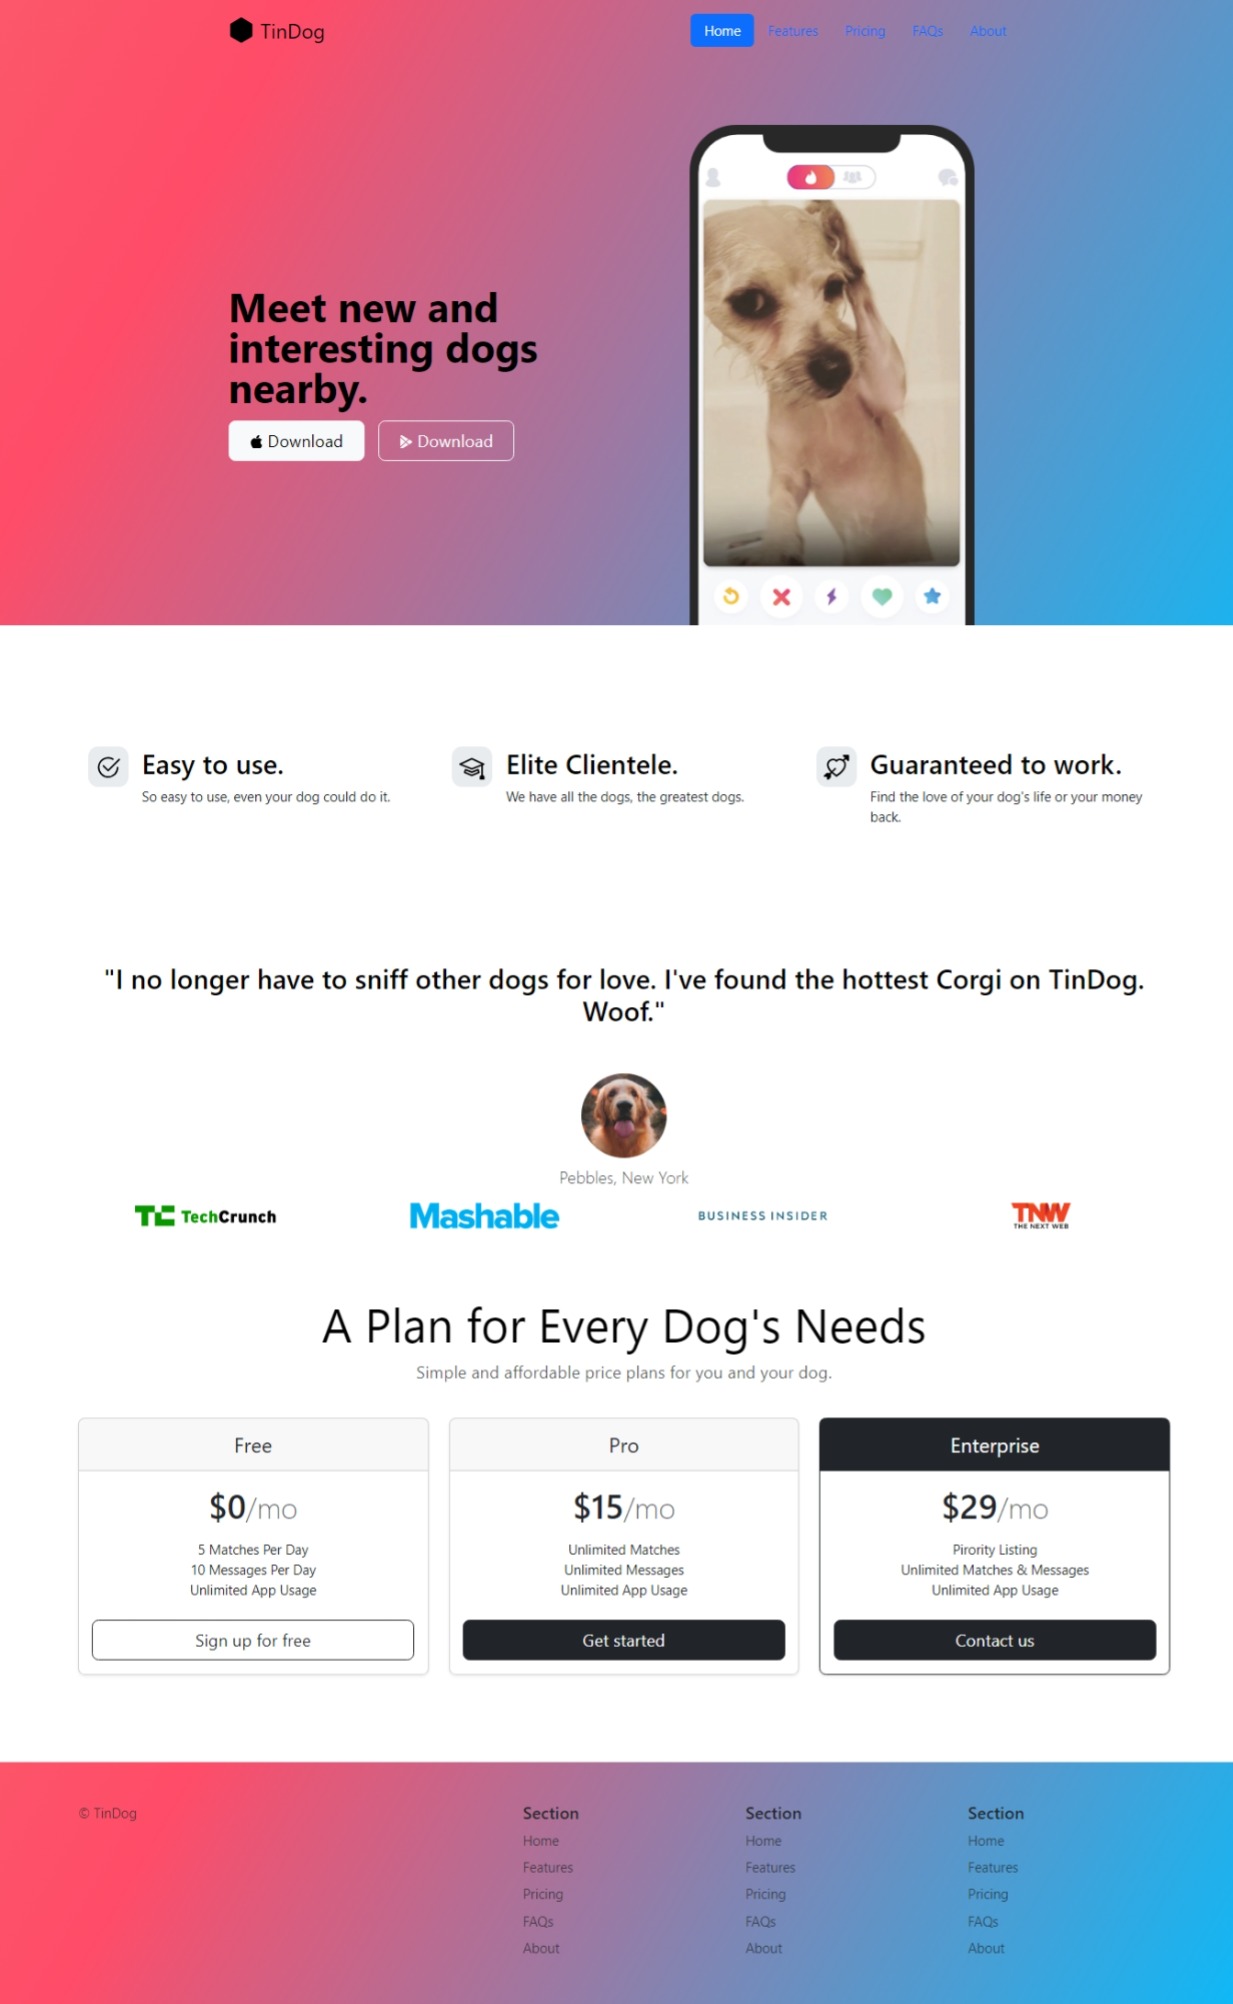 TinDog
Home Features Pricing FAQs About
Meet new and
interesting dogs
nearby.
Download Download
Easy to use.
So easy to use, even your dog could do it.
Elite Clientele.
We have all the dogs, the greatest dogs.
Guaranteed to work.
Find the love of your dog's life or your money
back.
"I no longer have to sniff other dogs for love. I've found the hottest Corgi on TinDog.
Woof."
Pebbles, New York
TC TechCrunch
Mashable
BUSINESS INSIDER
TNW
THE NEXT WEB
A Plan for Every Dog's Needs
Simple and affordable price plans for you and your dog.
Free
$0/mo
5 Matches Per Day
10 Messages Per Day
Unlimited App Usage
Sign up for free
Pro
$15/mo
Unlimited Matches
Unlimited Messages
Unlimited App Usage
Get started
Enterprise
$29/mo
Pirority Listing
Unlimited Matches & Messages
Unlimited App Usage
Contact us
© TinDog
Section
Home
Features
Pricing
FAQs
About
Section
Home
Features
Pricing
FAQs
About
Section
Home
Features
Pricing
FAQs
About